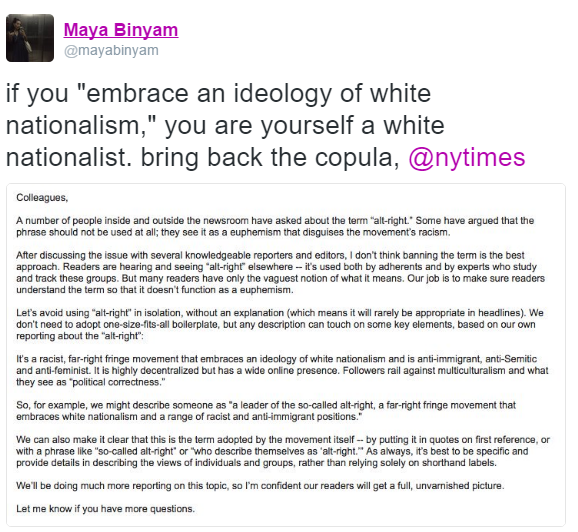 Maya Binyam
@mayabinyam
if you "embrace an ideology of white
nationalism," you are yourself a white
nationalist. bring back the copula, @nytimes
Colleagues,
A number of people inside and outside the newsroom have asked about the term "alt-right." Some have argued that the
phrase should not be used at all; they see it as a euphemism that disguises the movement's racism.
After discussing the issue with several knowledgeable reporters and editors, I don't think banning the term is the best
approach. Readers are hearing and seeing "alt-right" elsewhere -- it's used both by adherents and by experts who study
and track these groups. But many readers have only the vaguest notion of what it means. Our job is to make sure readers
understand the term so that it doesn't function as a euphemism.
Let's avoid using "alt-right" in isolation, without an explanation (which means it will rarely be appropriate in headlines). We
don't need to adopt one-size-fits-all boilerplate, but any description can touch on some key elements, based on our own
reporting about the "alt-right":
It's a racist, far-right fringe movement that embraces an ideology of white nationalism and is anti-immigrant, anti-Semitic
and anti-feminist. It is highly decentralized but has a wide online presence. Followers rail against multiculturalism and what
they see as "political correctness."
So, for example, we might describe someone as "a leader of the so-called alt-right, a far-right fringe movement that
embraces white nationalism and a range of racist and anti-immigrant positions."
We can also make it clear that this is the term adopted by the movement itself -- by putting it in quotes on first reference, or
with a phrase like "so-called alt-right" or "who describe themselves as 'alt-right.'" As always, it's best to be specific and
provide details in describing the views of individuals and groups, rather than relying solely on shorthand labels.
We'll be doing much more reporting on this topic, so I'm confident our readers will get a full, unvarnished picture.
Let me know if you have more questions.